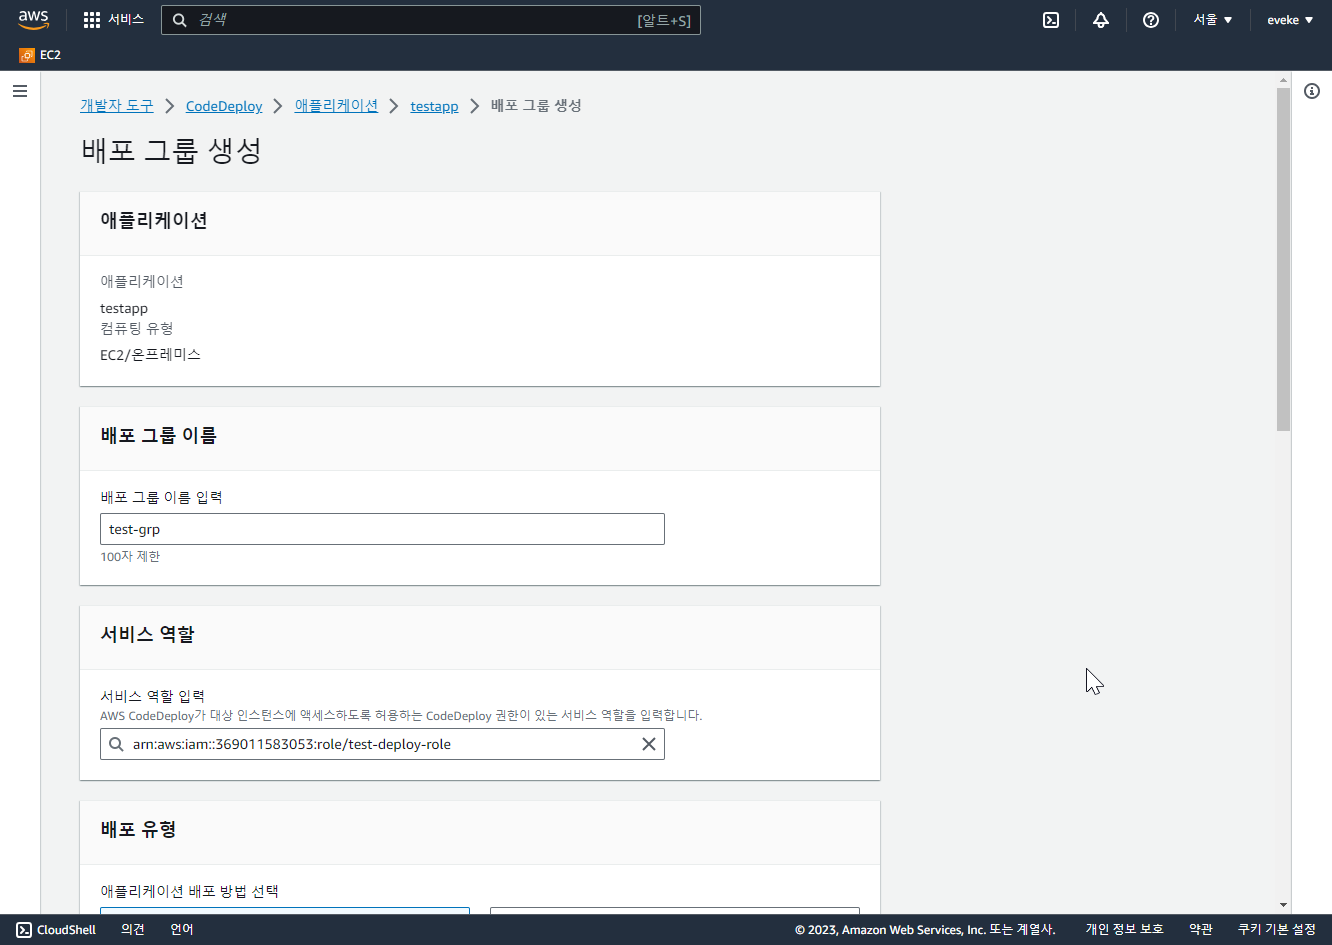 aws
서비스
검색
[알트+S]
서울
eveke
EC2
개발자 도구
CodeDeploy
애플리케이션
testapp
배포 그룹 생성
배포 그룹 생성
애플리케이션
애플리케이션
testapp
컴퓨팅 유형
EC2/온프레미스
배포 그룹 이름
배포 그룹 이름 입력
test-grp
100자 제한
서비스 역할
서비스 역할 입력
AWS CodeDeploy가 대상 인스턴스에 액세스하도록 허용하는 CodeDeploy 권한이 있는 서비스 역할을 입력합니다.
arn:aws:iam::369011583053:role/test-deploy-role
배포 유형
애플리케이션 배포 방법 선택
CloudShell
의견
언어
© 2023, Amazon Web Services, Inc. 또는 계열사.
개인 정보 보호
약관
쿠키 기본 설정